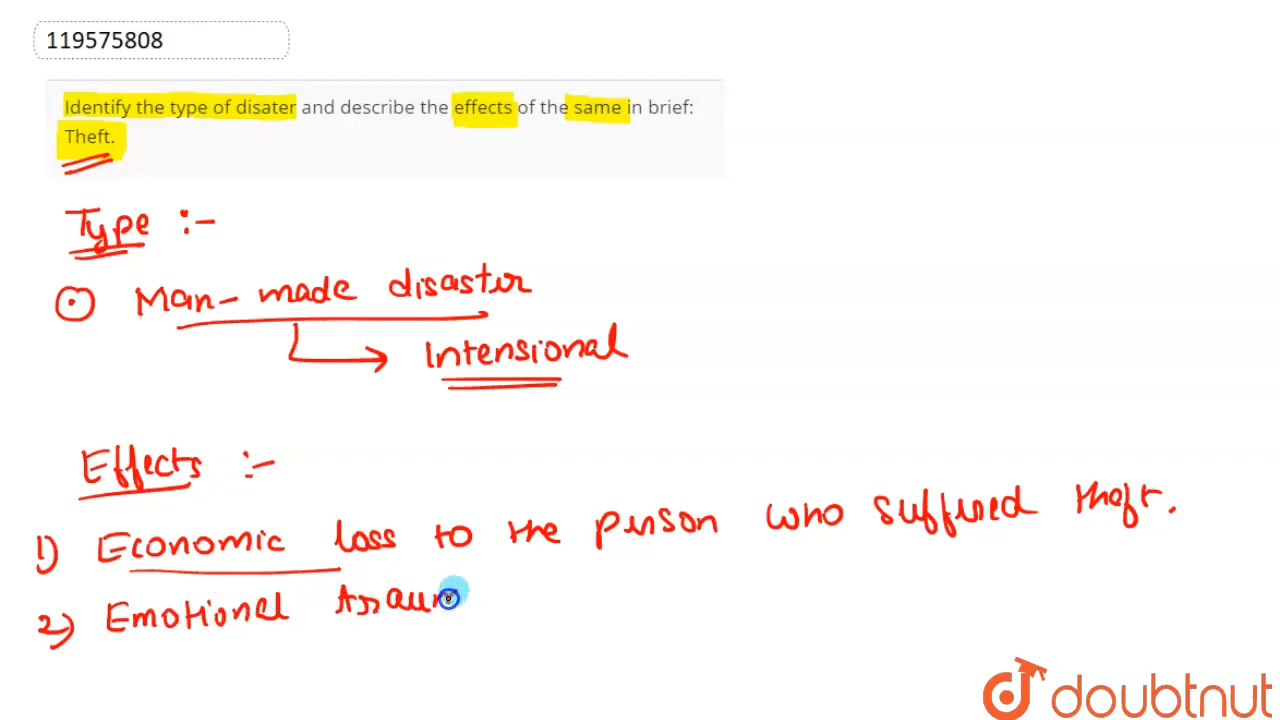 119575808
Identify the type of disater and describe the effects of the same in brief:
Theft.
Type :-
Man-made disaster
Intensional
Effects :-
1) Economic loss to the person who suffered theft.
2) Emotional
doubtnut